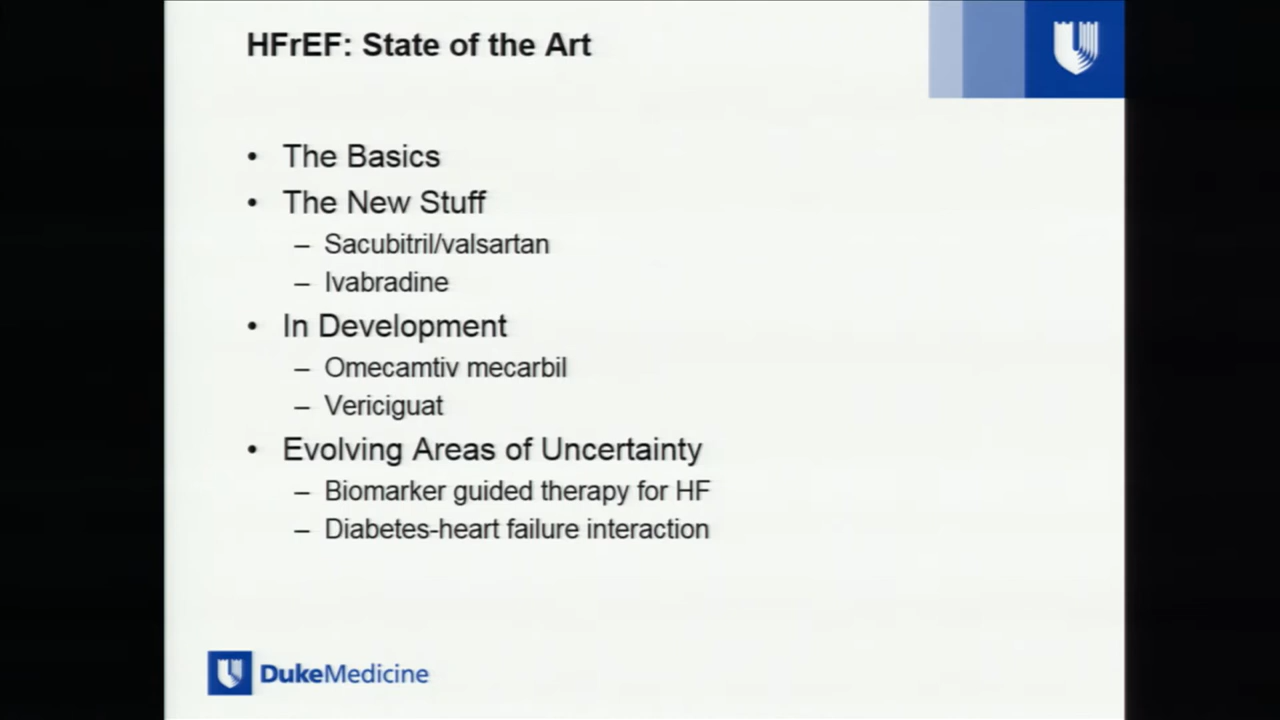 HFrEF: State of the Art
• The Basics
• The New Stuff
– Sacubitril/valsartan
– Ivabradine
• In Development
– Omecamtiv mecarbil
– Vericiguat
• Evolving Areas of Uncertainty
– Biomarker guided therapy for HF
– Diabetes-heart failure interaction
DukeMedicine